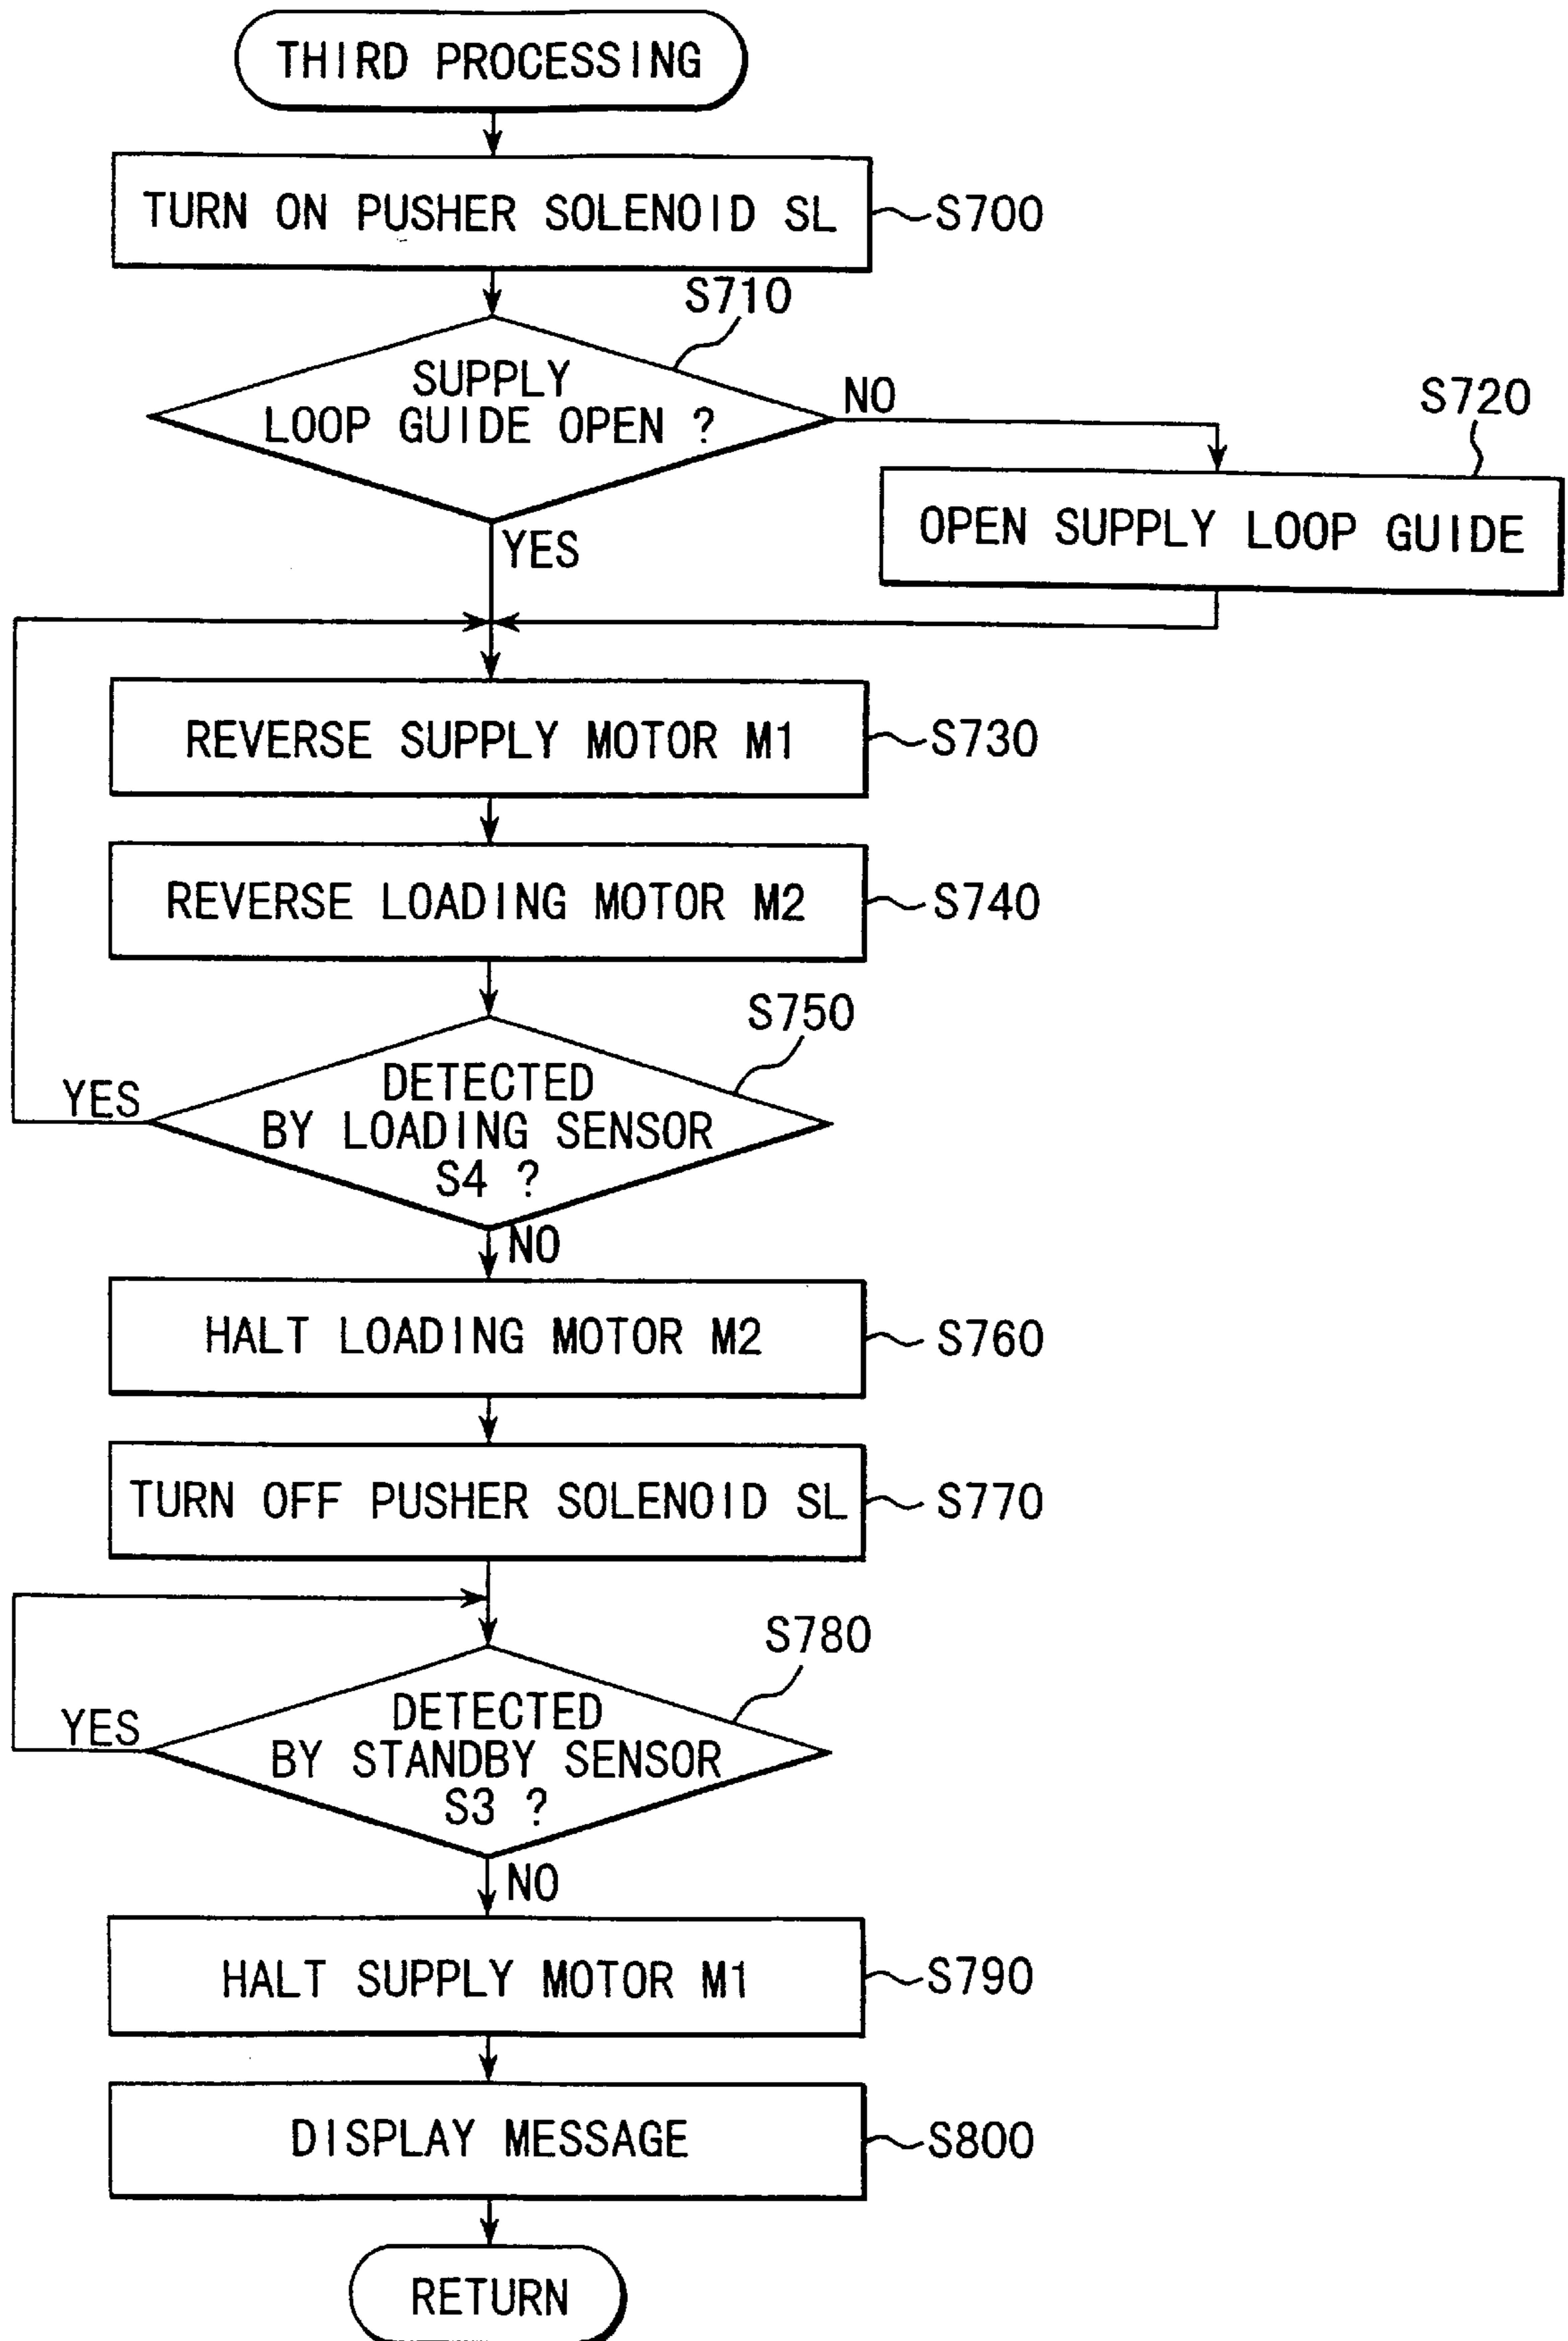 THIRD PROCESSING
TURN ON PUSHER SOLENOID SL
S700
S710
SUPPLY
LOOP GUIDE OPEN ?
NO
S720
OPEN SUPPLY LOOP GUIDE
YES
REVERSE SUPPLY MOTOR M1
S730
REVERSE LOADING MOTOR M2
S740
S750
DETECTED
BY LOADING SENSOR
S4 ?
YES
NO
HALT LOADING MOTOR M2
S760
TURN OFF PUSHER SOLENOID SL
S770
S780
DETECTED
BY STANDBY SENSOR
S3 ?
YES
NO
HALT SUPPLY MOTOR M1
S790
DISPLAY MESSAGE
S800
RETURN